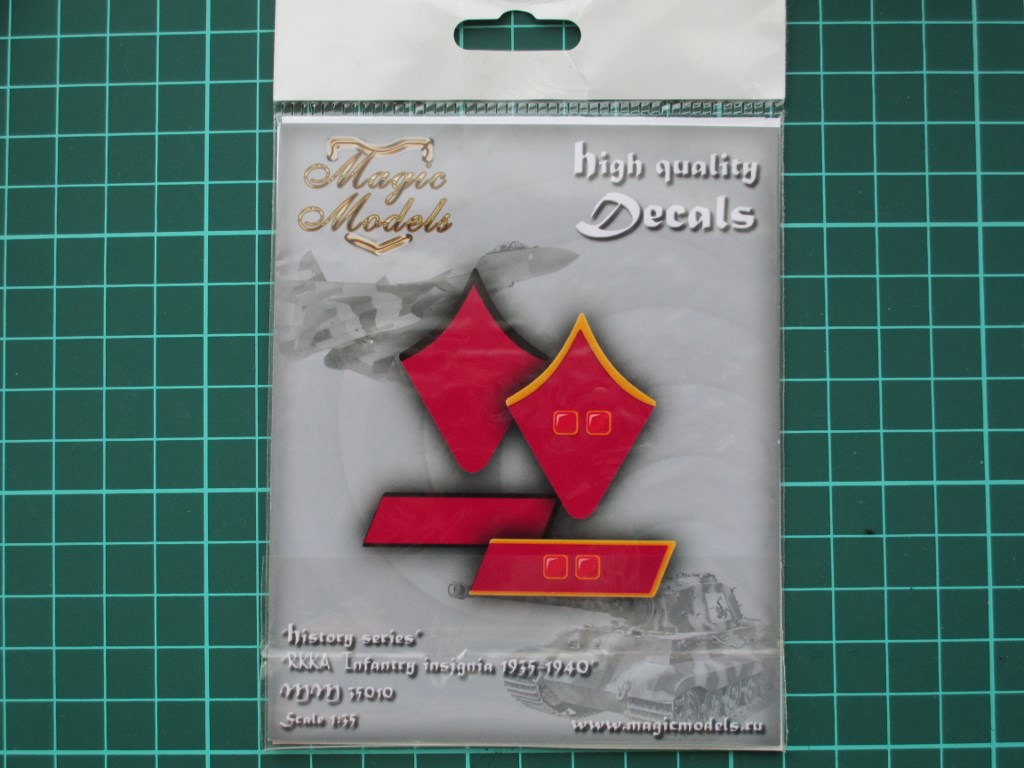 Magic
Models
High quality
Decals
"History series"
"RKKA Infantry insignia 1935-1940"
MM 35010
Scale 1:35
www.magicmodels.ru